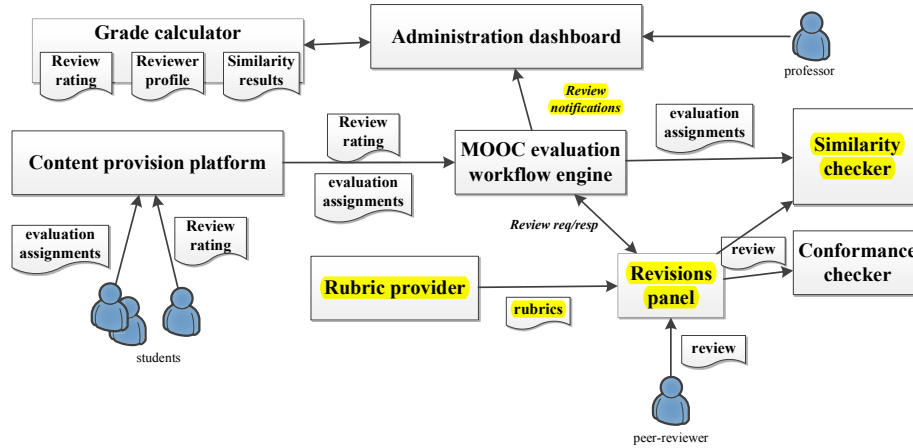 Grade calculator
Review
rating
Reviewer
profile
Similarity
results
Administration dashboard
professor
Review
notifications
Content provision platform
Review
rating
evaluation
assignments
MOOC evaluation
workflow engine
evaluation
assignments
Similarity
checker
evaluation
assignments
Review
rating
students
Review req/resp
Rubric provider
rubrics
Revisions
panel
review
Conformance
checker
review
peer-reviewer